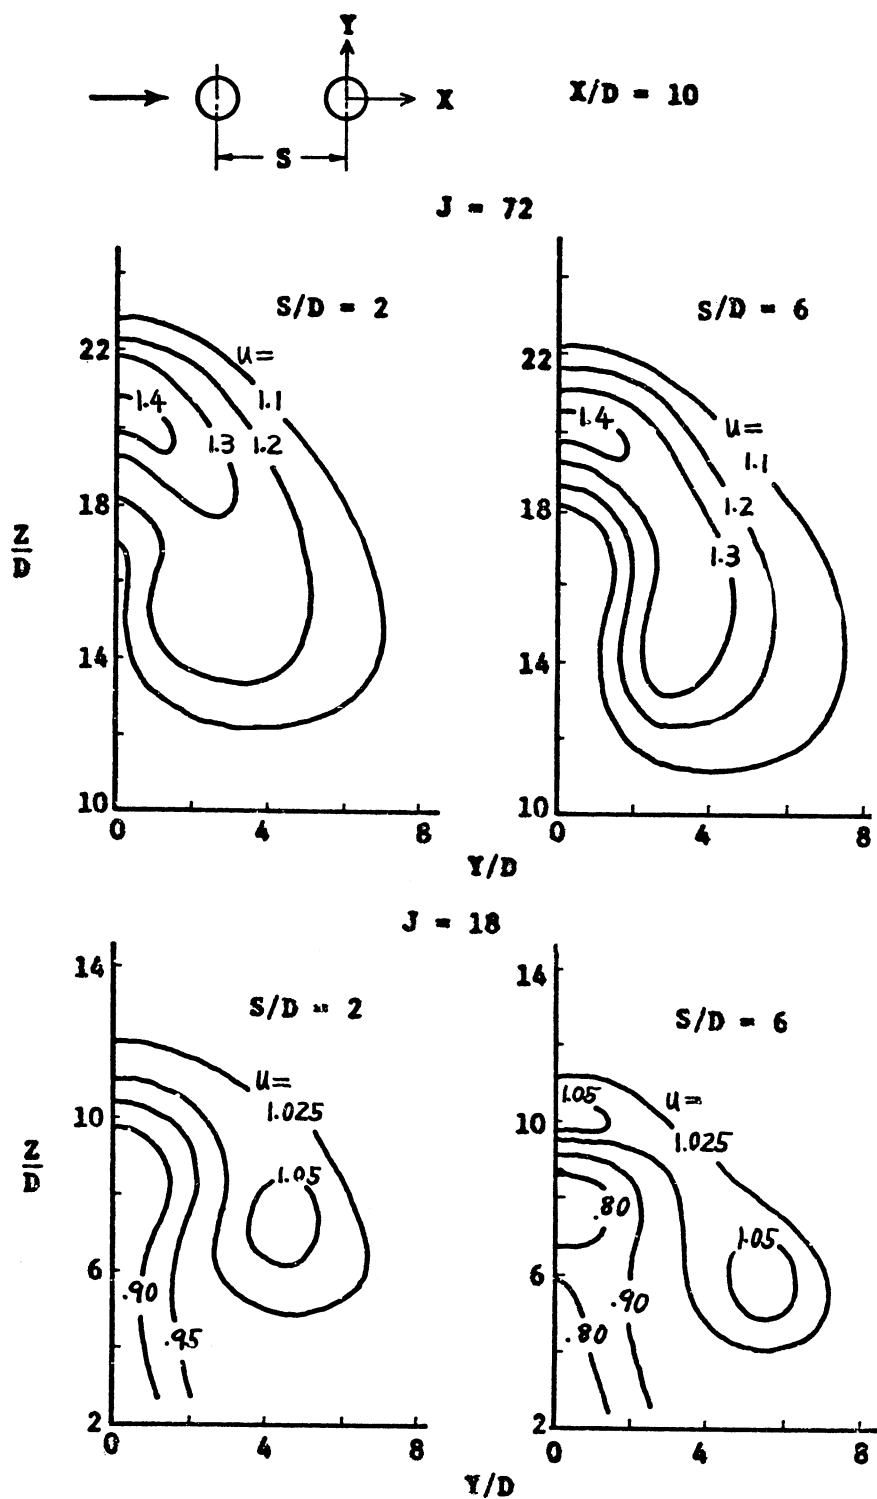 Y
X
X/D = 10
S
J = 72
S/D = 2
S/D = 6
u=
1.1
1.4
1.3
1.2
22
18
14
10
Z/D
0
4
8
u=
1.1
1.4
1.2
1.3
22
18
14
10
0
4
8
Y/D
J = 18
S/D = 2
S/D = 6
u=
1.025
1.05
.90
.95
14
10
6
2
Z/D
0
4
8
1.05
u=
1.025
.80
1.05
.90
.80
14
10
6
2
0
4
8
Y/D